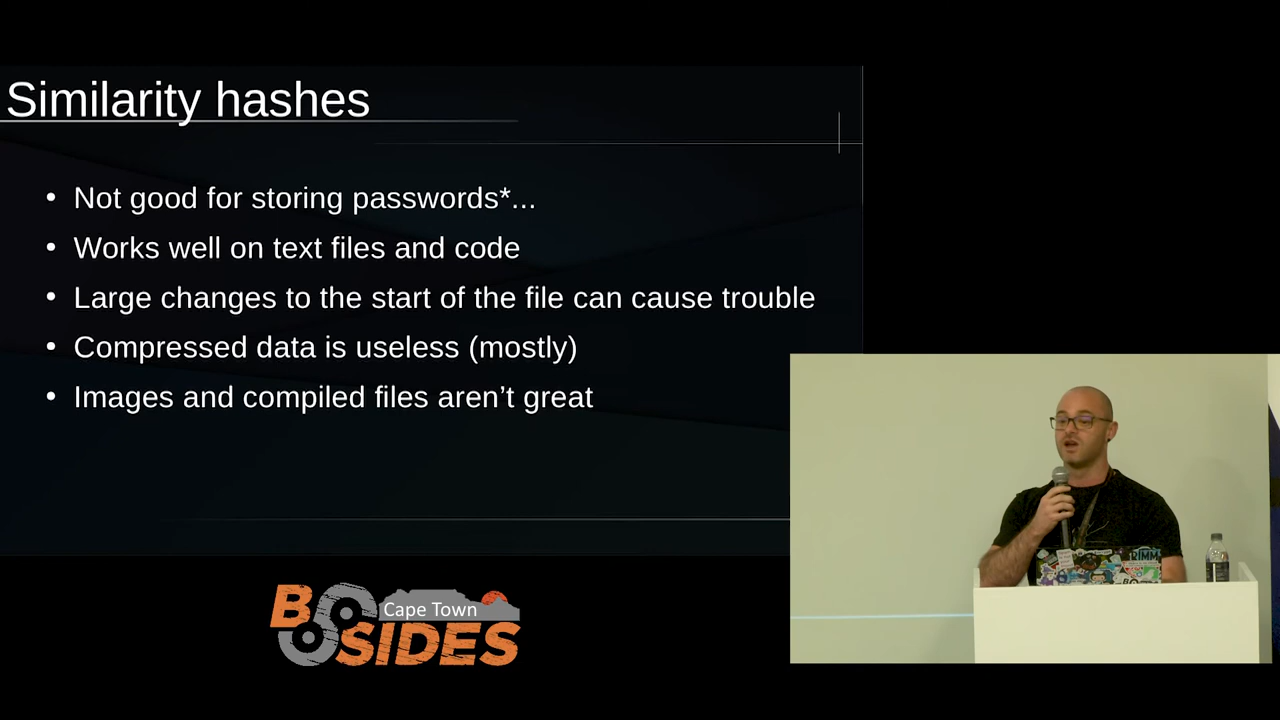 Similarity hashes
• Not good for storing passwords*...
• Works well on text files and code
• Large changes to the start of the file can cause trouble
• Compressed data is useless (mostly)
• Images and compiled files aren’t great
BSIDES
Cape Town